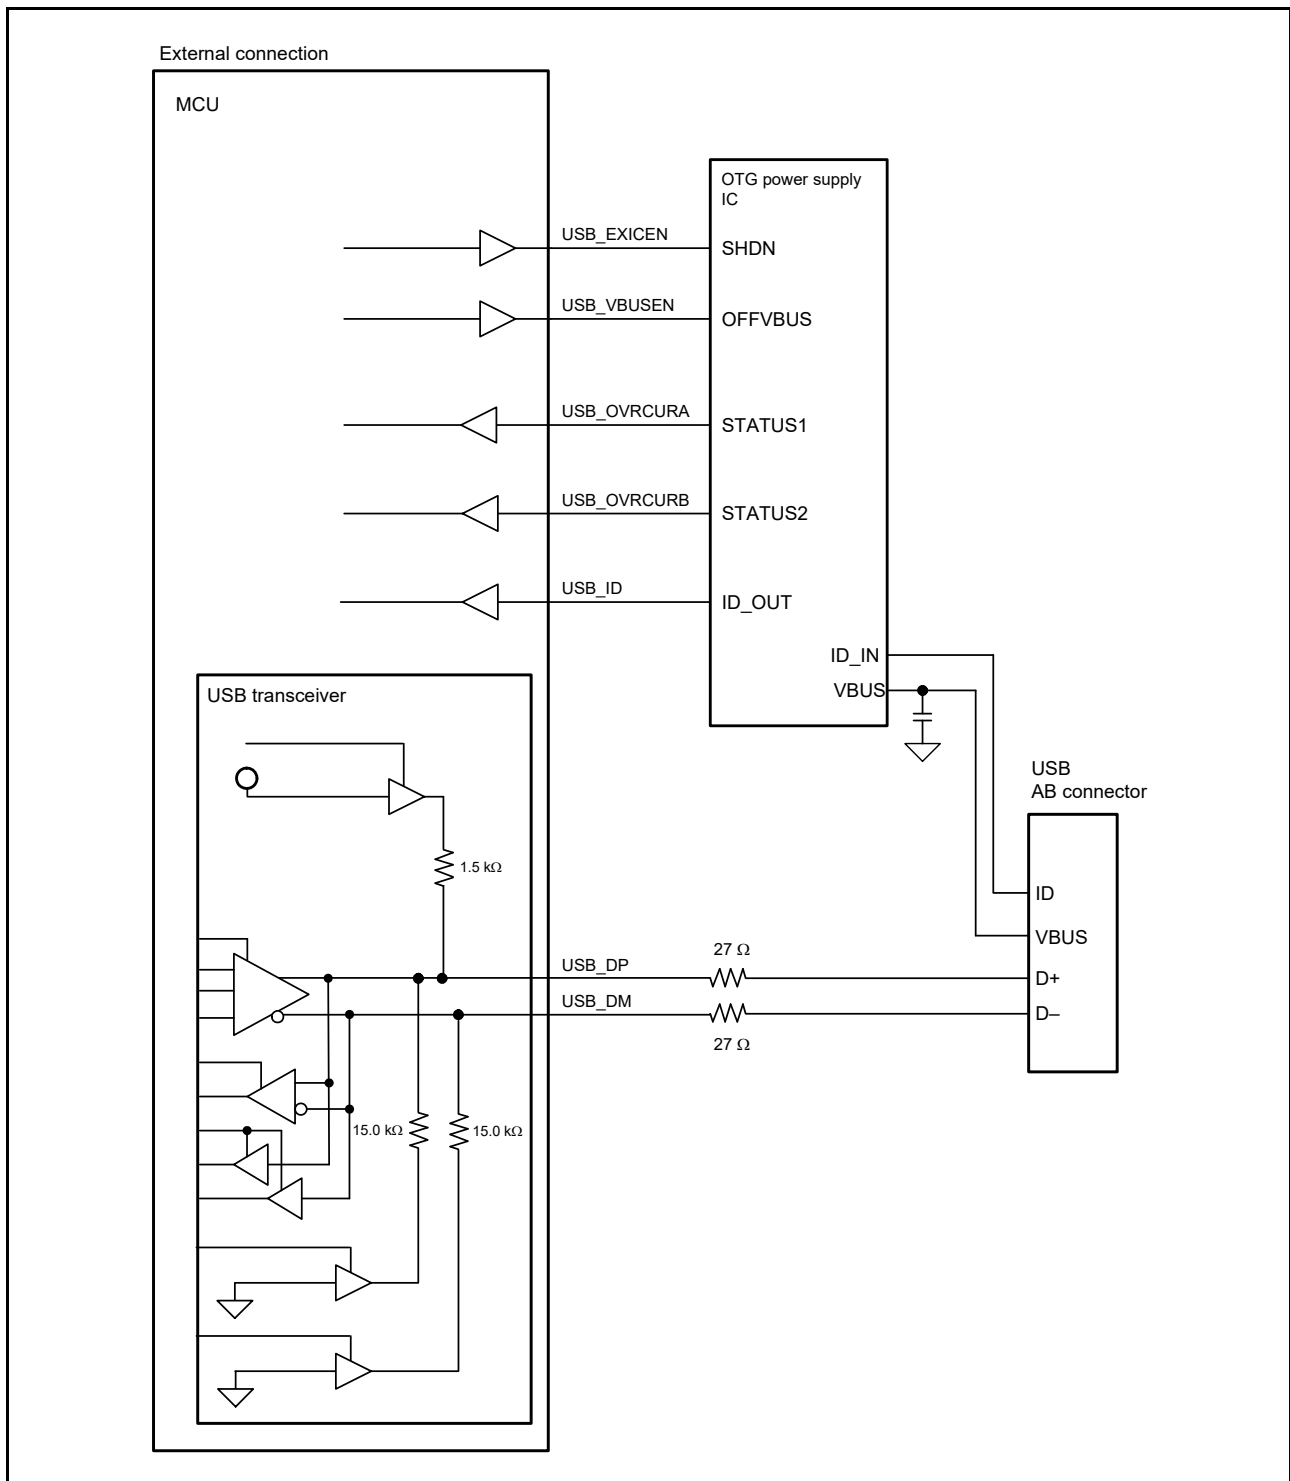 External connection
MCU
OTG power supply
IC
USB_EXICEN
SHDN
USB_VBUSEN
OFFVBUS
USB_OVRCURA
STATUS1
USB_OVRCURB
STATUS2
USB_ID
ID_OUT
ID_IN
VBUS
USB transceiver
USB
AB connector
1.5 kΩ
ID
VBUS
27 Ω
USB_DP
D+
USB_DM
D–
27 Ω
15.0 kΩ
15.0 kΩ